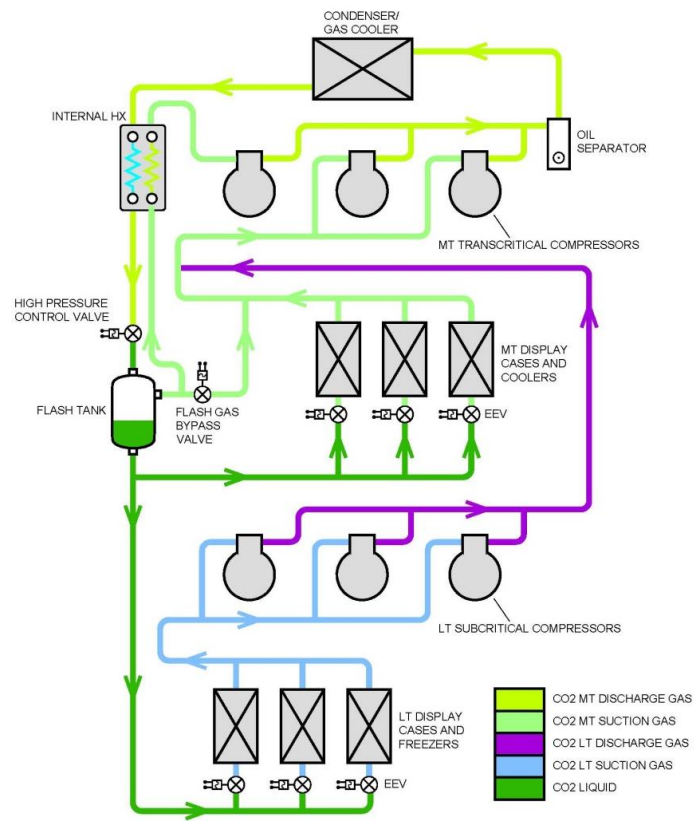 CONDENSER/
GAS COOLER
INTERNAL HX
OIL
SEPARATOR
MT TRANSCRITICAL COMPRESSORS
HIGH PRESSURE
CONTROL VALVE
FLASH TANK
FLASH GAS
BYPASS
VALVE
MT DISPLAY
CASES AND
COOLERS
EEV
LT SUBCRITICAL COMPRESSORS
LT DISPLAY
CASES AND
FREEZERS
EEV
CO2 MT DISCHARGE GAS
CO2 MT SUCTION GAS
CO2 LT DISCHARGE GAS
CO2 LT SUCTION GAS
CO2 LIQUID